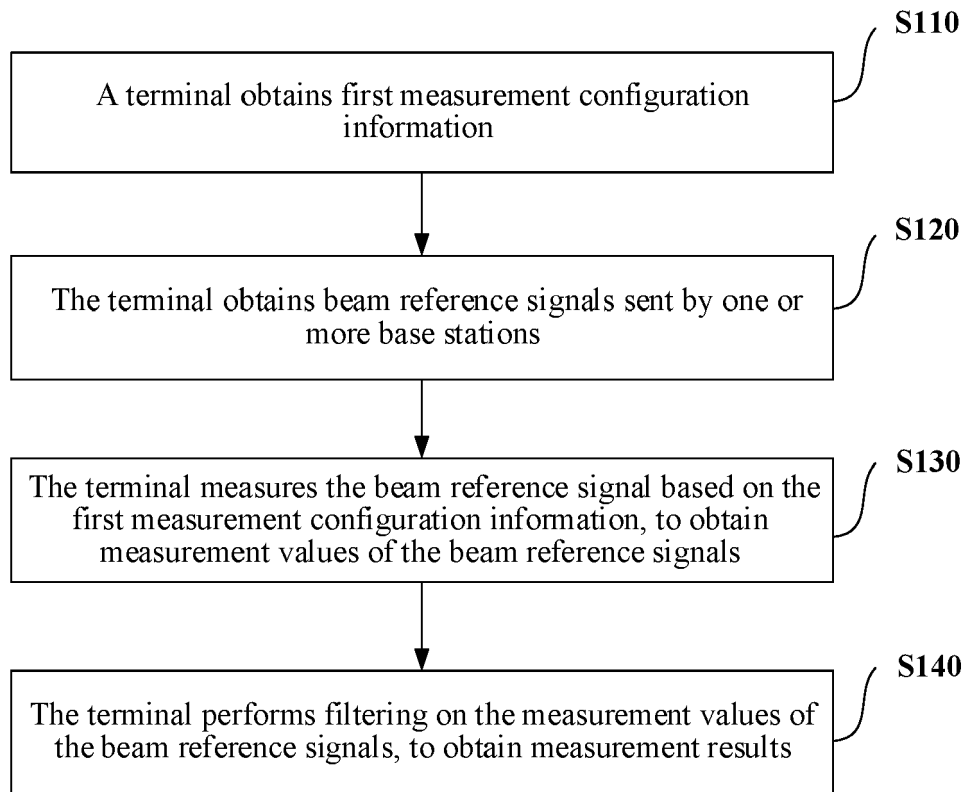 S110
A terminal obtains first measurement configuration
information
S120
The terminal obtains beam reference signals sent by one or
more base stations
S130
The terminal measures the beam reference signal based on the
first measurement configuration information, to obtain
measurement values of the beam reference signals
S140
The terminal performs filtering on the measurement values of
the beam reference signals, to obtain measurement results